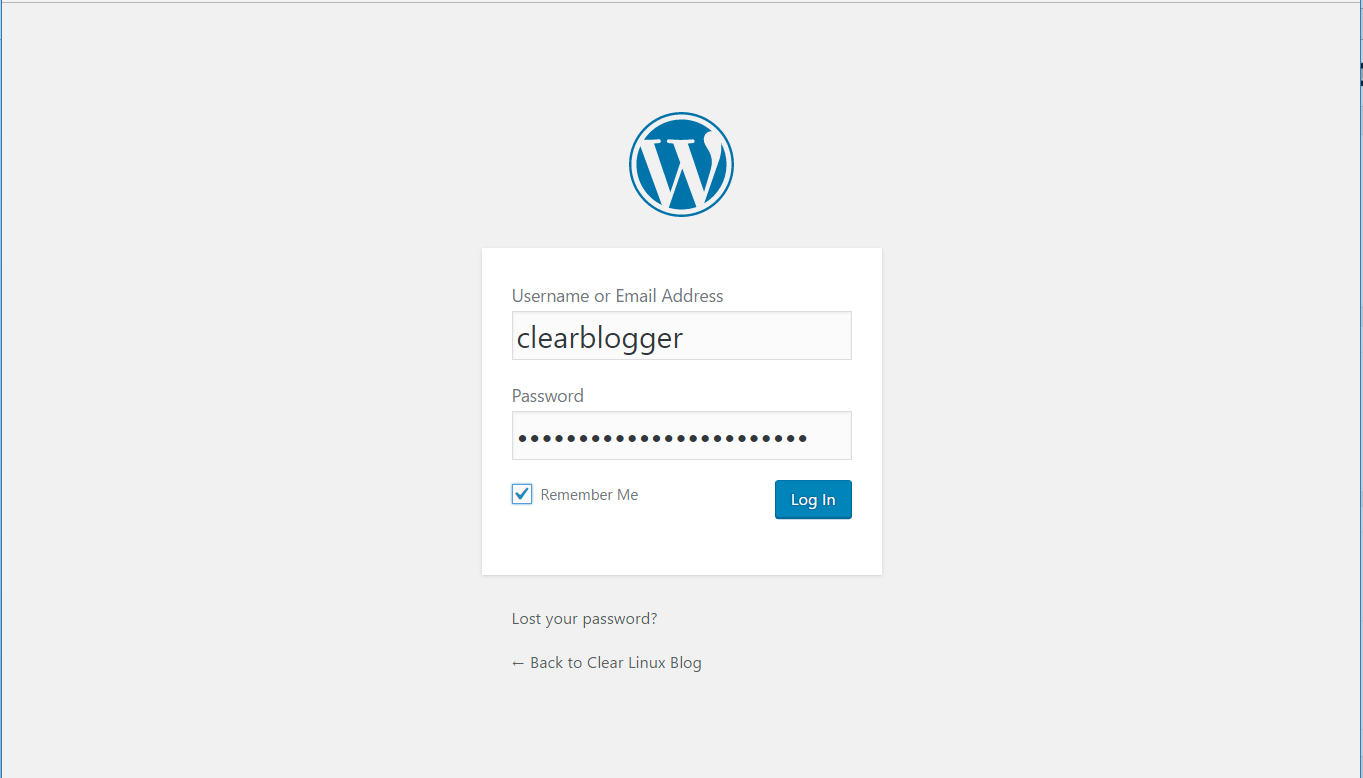 Username or Email Address
clearblogger
Password
••••••••••••••••••••••••
Remember Me
Log In
Lost your password?
← Back to Clear Linux Blog